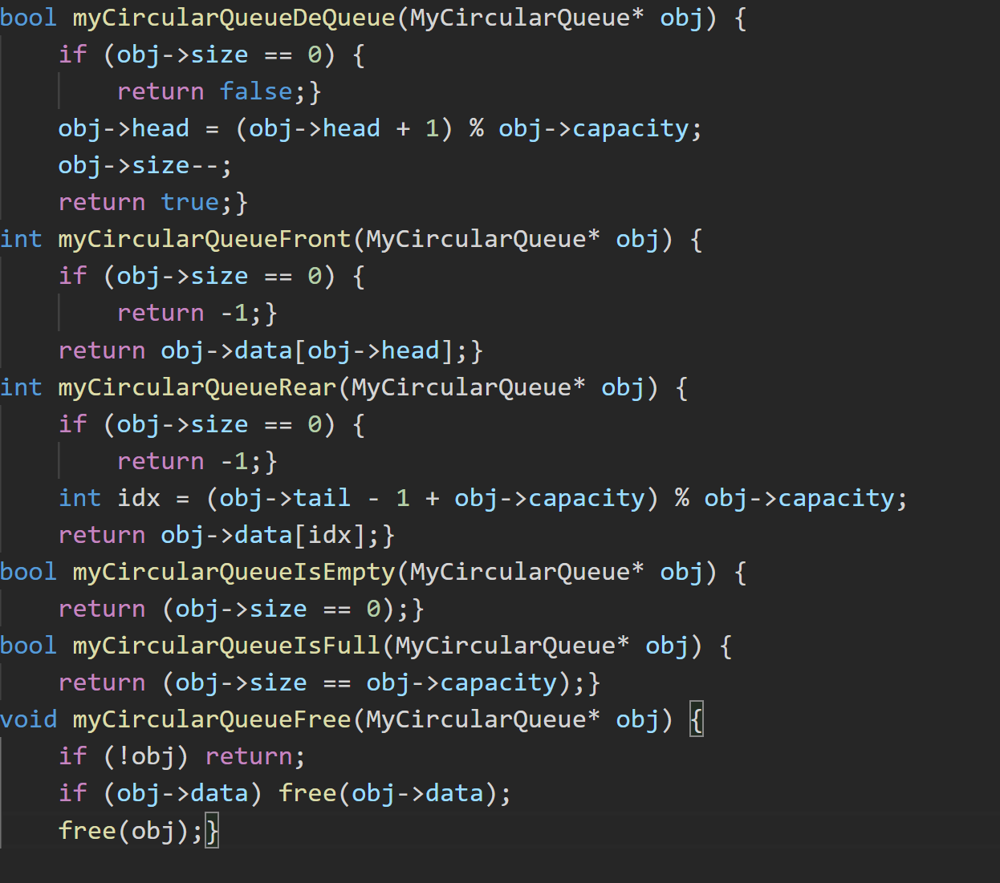 bool myCircularQueueDeQueue(MyCircularQueue* obj) {
    if (obj->size == 0) {
        return false;}
    obj->head = (obj->head + 1) % obj->capacity;
    obj->size--;
    return true;}
int myCircularQueueFront(MyCircularQueue* obj) {
    if (obj->size == 0) {
        return -1;}
    return obj->data[obj->head];}
int myCircularQueueRear(MyCircularQueue* obj) {
    if (obj->size == 0) {
        return -1;}
    int idx = (obj->tail - 1 + obj->capacity) % obj->capacity;
    return obj->data[idx];}
bool myCircularQueueIsEmpty(MyCircularQueue* obj) {
    return (obj->size == 0);}
bool myCircularQueueIsFull(MyCircularQueue* obj) {
    return (obj->size == obj->capacity);}
void myCircularQueueFree(MyCircularQueue* obj) {
    if (!obj) return;
    if (obj->data) free(obj->data);
    free(obj);}